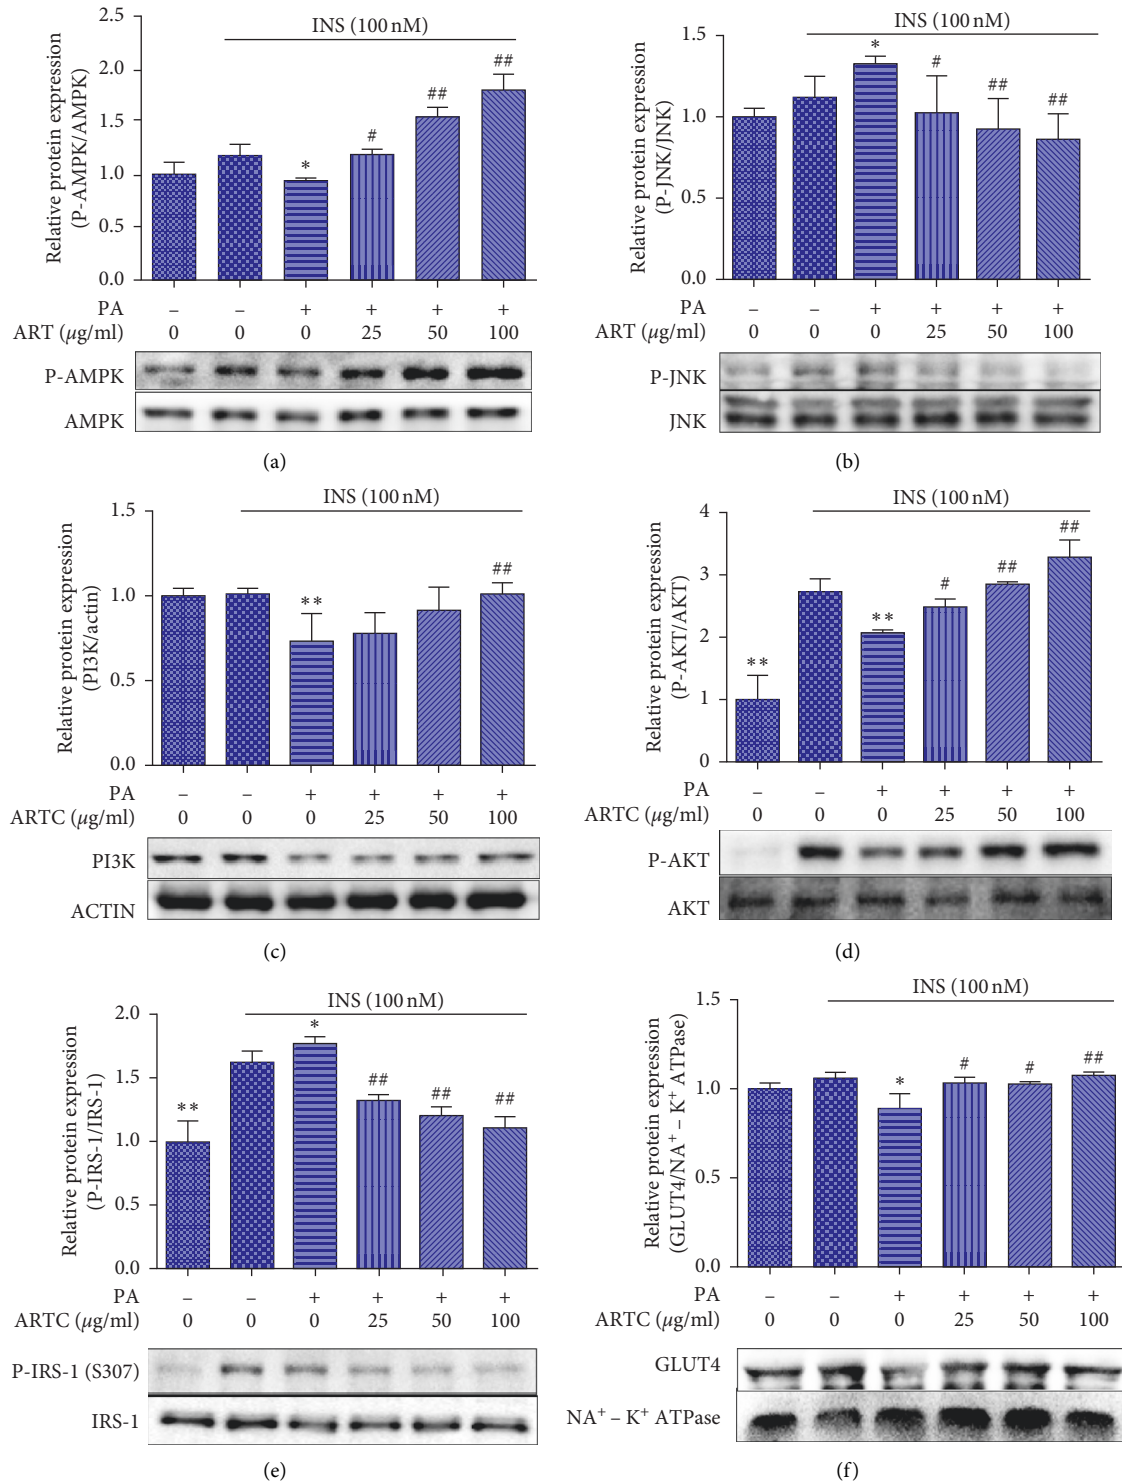 INS (100 nM)
Relative protein expression
(P-AMPK/AMPK)
2.5
2.0
1.5
1.0
0.5
0.0
*
#
##
##
PA – – + + + +
ART (µg/ml) 0 0 0 25 50 100
P-AMPK
AMPK
(a)
INS (100 nM)
Relative protein expression
(P-JNK/JNK)
1.5
1.0
0.5
0.0
*
#
##
##
PA – – + + + +
ART (µg/ml) 0 0 0 25 50 100
P-JNK
JNK
(b)
INS (100 nM)
Relative protein expression
(PI3K/actin)
1.5
1.0
0.5
0.0
**
##
PA – – + + + +
ARTC (µg/ml) 0 0 0 25 50 100
PI3K
ACTIN
(c)
INS (100 nM)
Relative protein expression
(P-AKT/AKT)
4
3
2
1
0
**
**
#
##
##
PA – – + + + +
ARTC (µg/ml) 0 0 0 25 50 100
P-AKT
AKT
(d)
INS (100 nM)
Relative protein expression
(P-IRS-1/IRS-1)
2.0
1.5
1.0
0.5
0.0
**
*
##
##
##
PA – – + + + +
ARTC (µg/ml) 0 0 0 25 50 100
P-IRS-1 (S307)
IRS-1
(e)
INS (100 nM)
Relative protein expression
(GLUT4/NA⁺ – K⁺ ATPase)
1.5
1.0
0.5
0.0
*
#
#
##
PA – – + + + +
ARTC (µg/ml) 0 0 0 25 50 100
GLUT4
NA⁺ – K⁺ ATPase
(f)